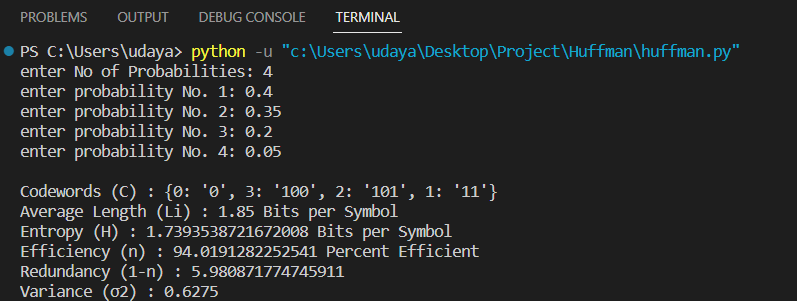 PROBLEMS OUTPUT DEBUG CONSOLE TERMINAL
PS C:\Users\udaya> python -u "c:\Users\udaya\Desktop\Project\Huffman\huffman.py"
enter No of Probabilities: 4
enter probability No. 1: 0.4
enter probability No. 2: 0.35
enter probability No. 3: 0.2
enter probability No. 4: 0.05
Codewords (C) : {0: '0', 3: '100', 2: '101', 1: '11'}
Average Length (Li) : 1.85 Bits per Symbol
Entropy (H) : 1.7393538721672008 Bits per Symbol
Efficiency (n) : 94.0191282252541 Percent Efficient
Redundancy (1-n) : 5.980871774745911
Variance (σ2) : 0.6275